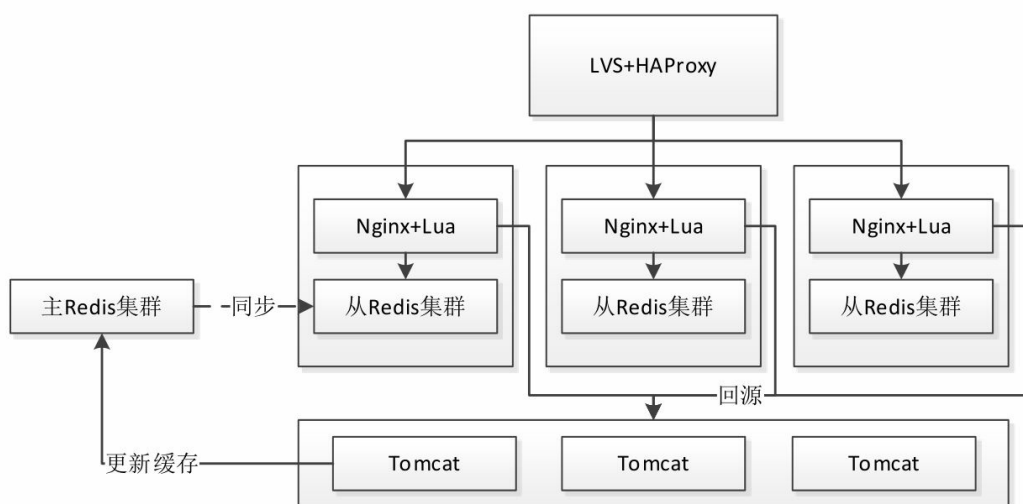 LVS+HAProxy
Nginx+Lua
Nginx+Lua
Nginx+Lua
主Redis集群
同步
从Redis集群
从Redis集群
从Redis集群
回源
更新缓存
Tomcat
Tomcat
Tomcat